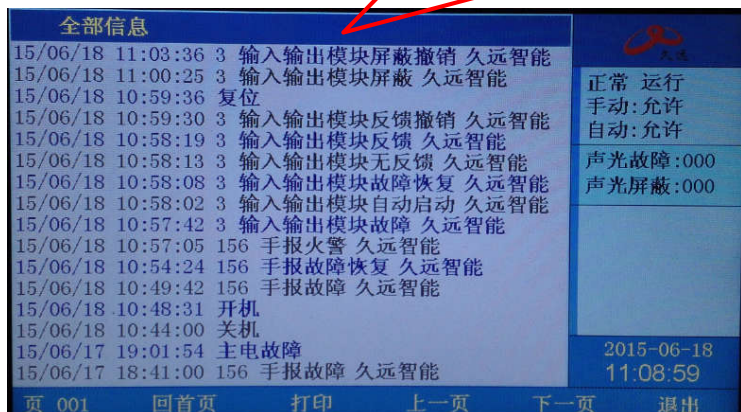 全部信息
15/06/18 11:03:36 3 输入输出模块屏蔽撤销 久远智能
15/06/18 11:00:25 3 输入输出模块屏蔽 久远智能
15/06/18 10:59:36 复位
15/06/18 10:59:30 3 输入输出模块反馈撤销 久远智能
15/06/18 10:58:19 3 输入输出模块反馈 久远智能
15/06/18 10:58:13 3 输入输出模块无反馈 久远智能
15/06/18 10:58:08 3 输入输出模块故障恢复 久远智能
15/06/18 10:58:02 3 输入输出模块自动启动 久远智能
15/06/18 10:57:42 3 输入输出模块故障 久远智能
15/06/18 10:57:05 156 手报火警 久远智能
15/06/18 10:54:24 156 手报故障恢复 久远智能
15/06/18 10:49:42 156 手报故障 久远智能
15/06/18 10:48:31 开机
15/06/18 10:44:00 关机
15/06/17 19:01:54 主电故障
15/06/17 18:41:00 156 手报故障 久远智能
久远
正常 运行
手动:允许
自动:允许
声光故障:000
声光屏蔽:000
2015-06-18
11:08:59
页 001 回首页 打印 上一页 下一页 退出